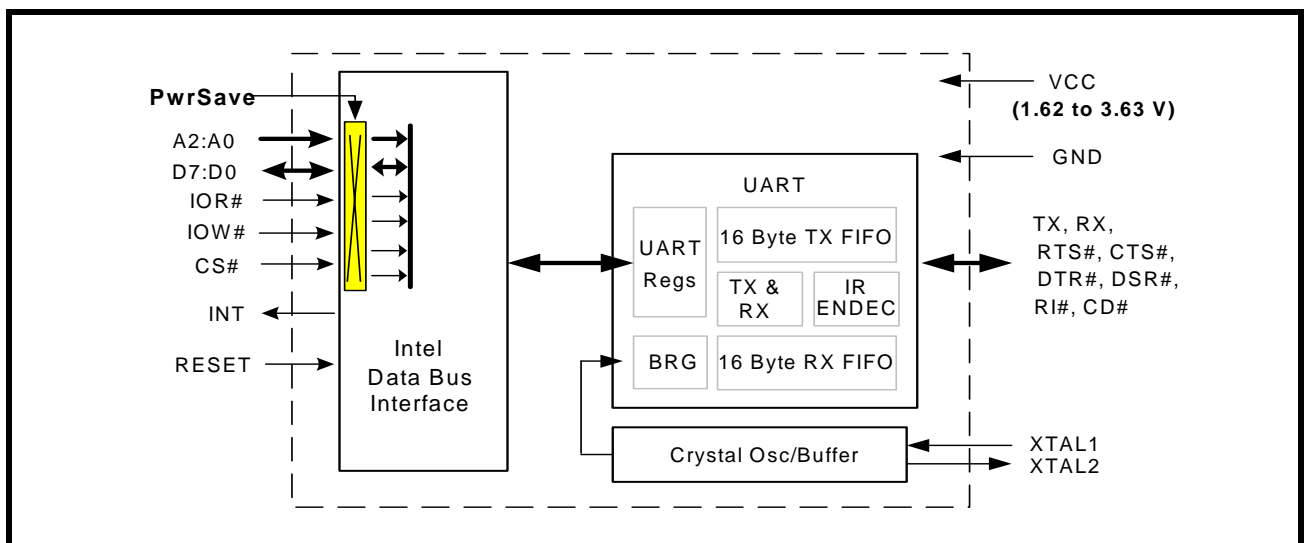 PwrSave
A2:A0
D7:D0
IOR#
IOW#
CS#
INT
RESET
Intel
Data Bus
Interface
UART
UART
Regs
16 Byte TX FIFO
TX &
RX
IR
ENDEC
BRG
16 Byte RX FIFO
Crystal Osc/Buffer
VCC
(1.62 to 3.63 V)
GND
TX, RX,
RTS#, CTS#,
DTR#, DSR#,
RI#, CD#
XTAL1
XTAL2